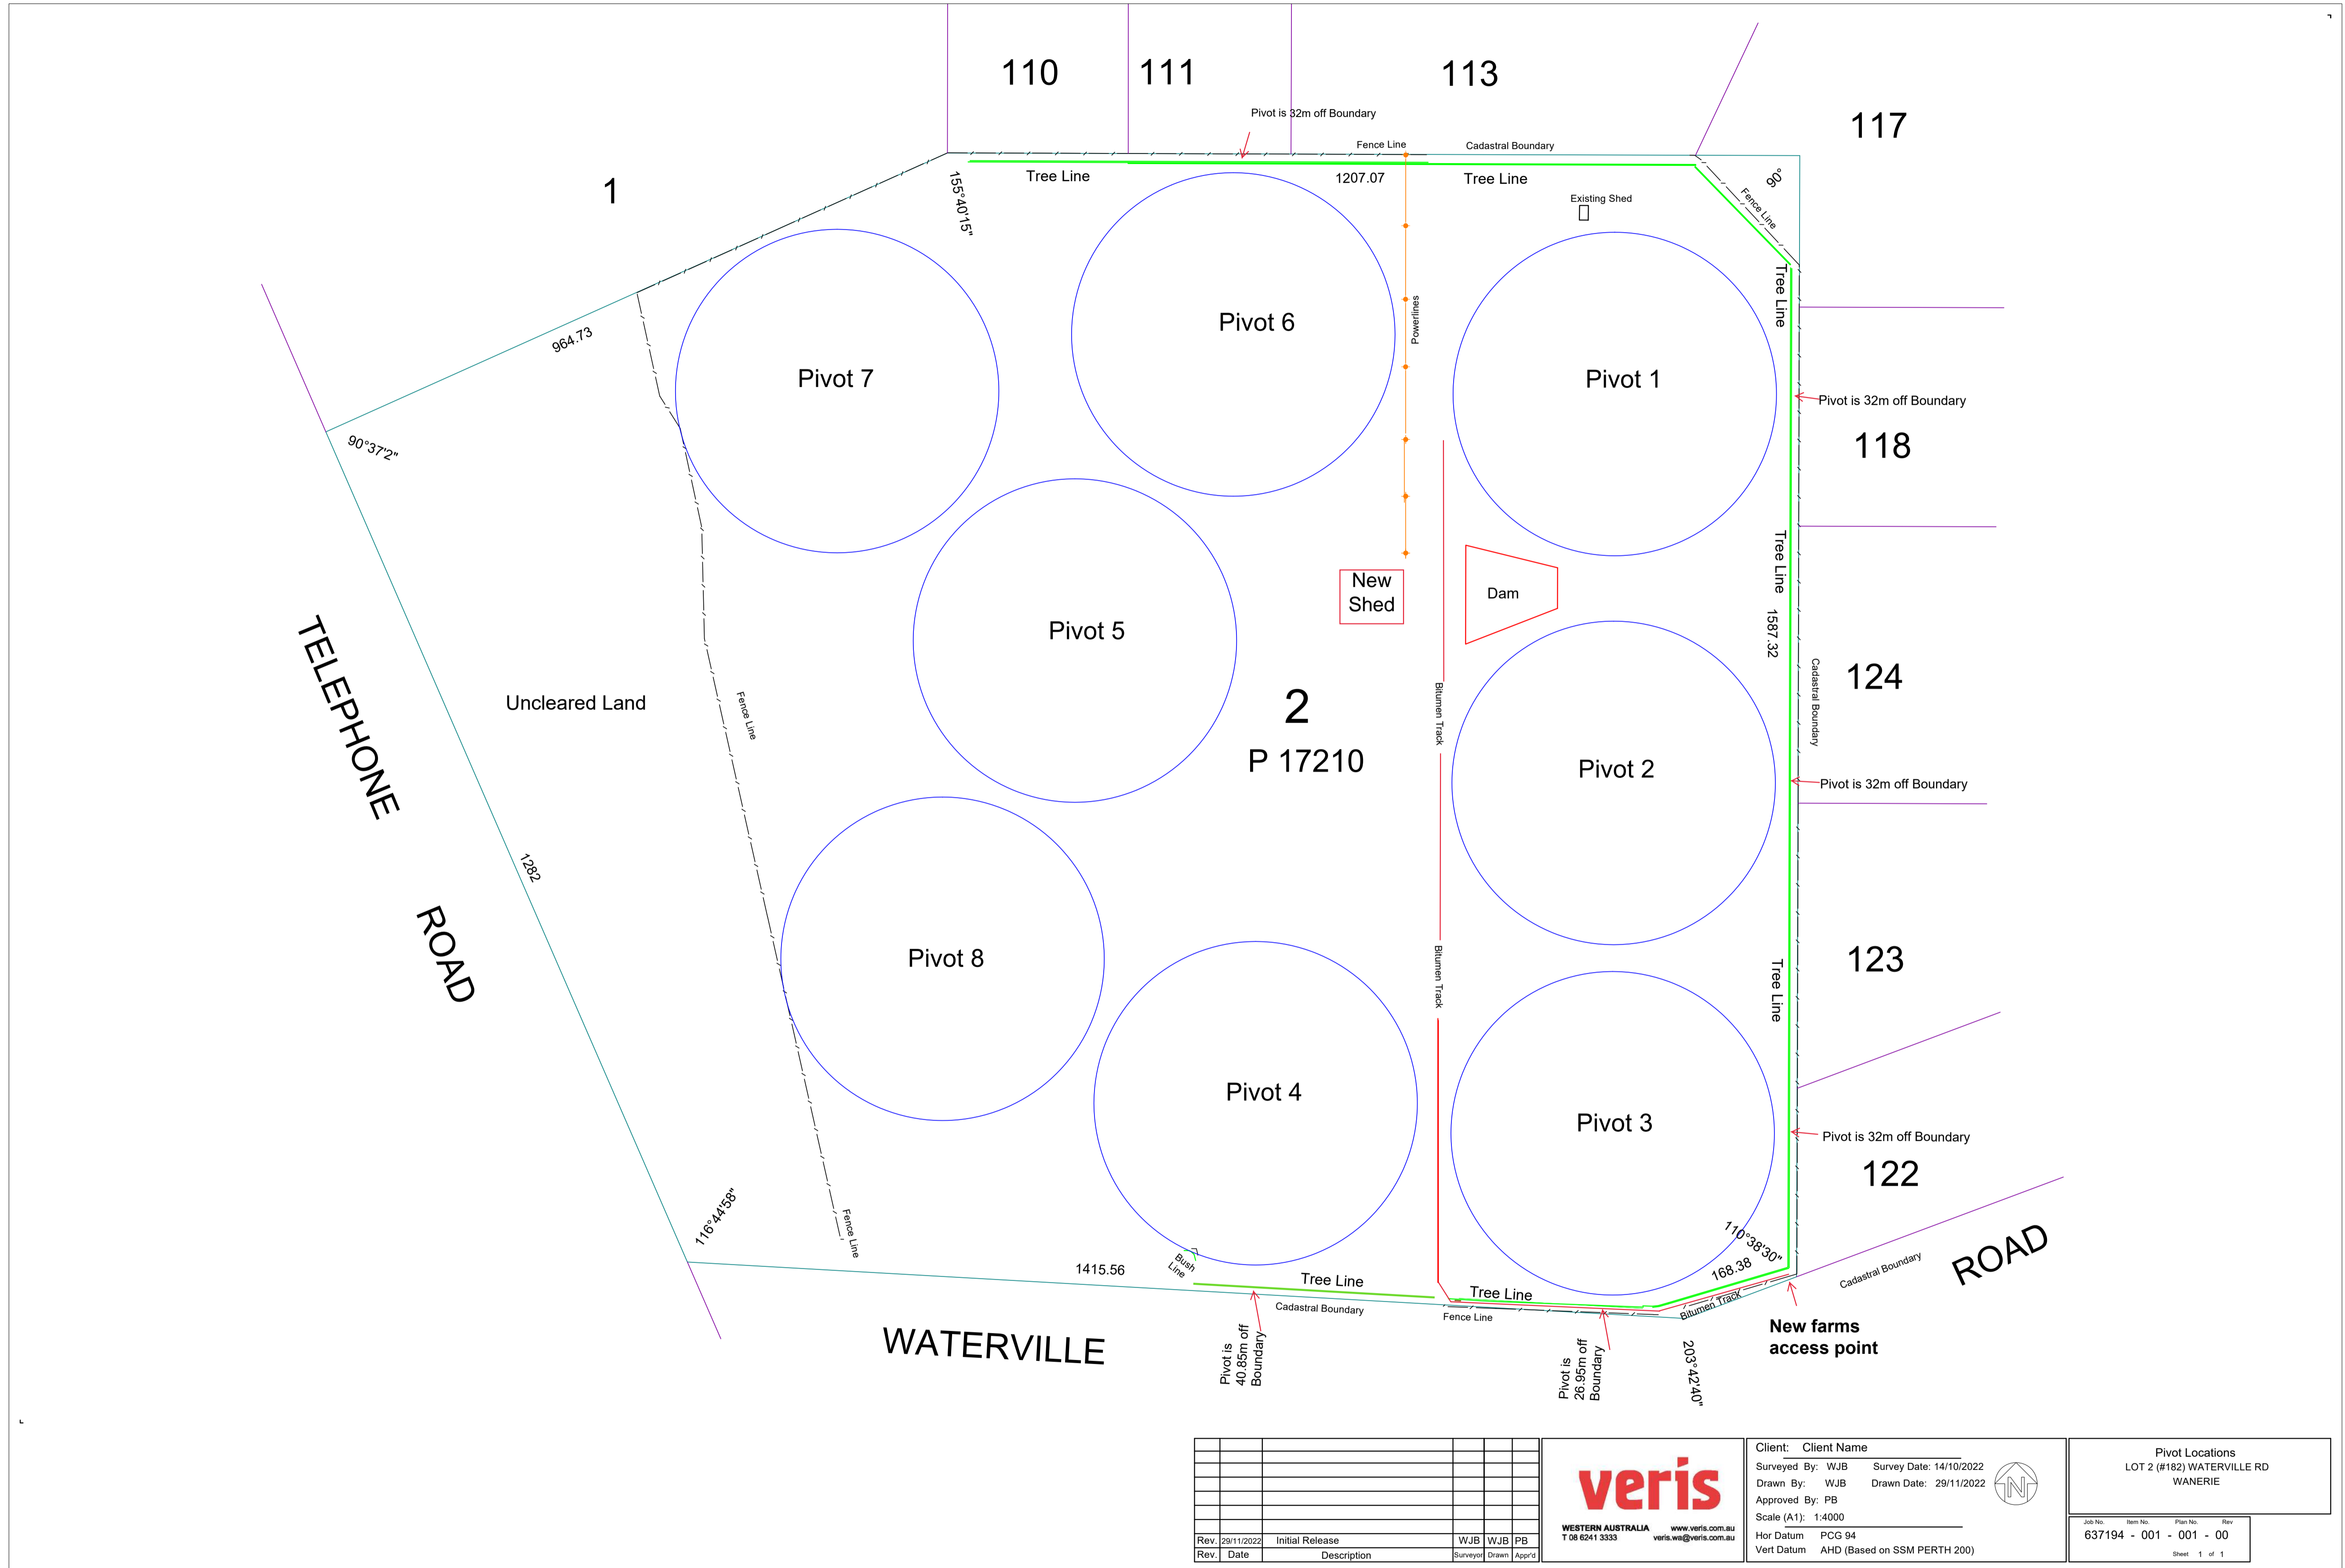 110
111
113
117
Pivot is 32m off Boundary
Fence Line
Cadastral Boundary
1
155°40'15"
Tree Line
1207.07
Tree Line
90°
Existing Shed
Fence Line
Tree Line
964.73
Pivot 7
Pivot 6
Powerlines
Pivot 1
Pivot is 32m off Boundary
118
90°37'2"
Tree Line
New
Shed
Dam
Pivot 5
1587.32
TELEPHONE
ROAD
Uncleared Land
Fence Line
2
P 17210
Bitumen Track
Cadastral Boundary
124
Pivot 2
Pivot is 32m off Boundary
1282
Pivot 8
Bitumen Track
Tree Line
123
Pivot 4
Pivot 3
Pivot is 32m off Boundary
122
116°44'58"
Fence Line
110°38'30"
168.38
Bush
Line
1415.56
Tree Line
Tree Line
Cadastral Boundary
Fence Line
Bitumen Track
Cadastral Boundary
ROAD
WATERVILLE
Pivot is
40.85m off
Boundary
Pivot is
26.95m off
Boundary
203°42'40"
New farms
access point
Rev. 29/11/2022 Initial Release WJB WJB PB
Rev. Date Description Surveyor Drawn Appr'd
veris
WESTERN AUSTRALIA www.veris.com.au
T 08 6241 3333 veris.wa@veris.com.au
Client: Client Name
Surveyed By: WJB Survey Date: 14/10/2022
Drawn By: WJB Drawn Date: 29/11/2022
Approved By: PB
Scale (A1): 1:4000
Hor Datum PCG 94
Vert Datum AHD (Based on SSM PERTH 200)
N
Pivot Locations
LOT 2 (#182) WATERVILLE RD
WANERIE
Job No. Item No. Plan No. Rev
637194 - 001 - 001 - 00
Sheet 1 of 1